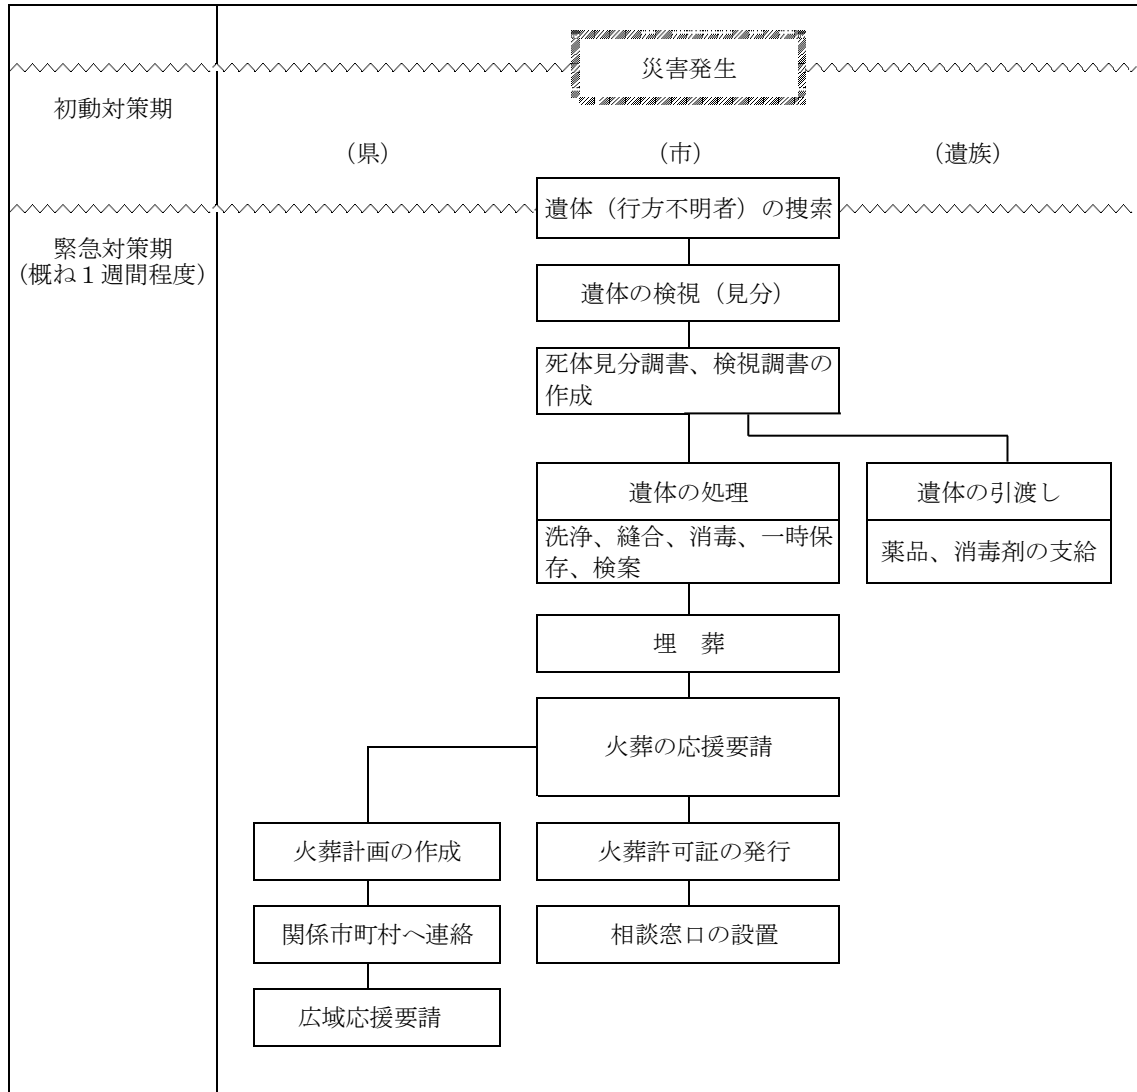 災害発生
初動対策期
（県）
（市）
（遺族）
遺体（行方不明者）の捜索
緊急対策期
（概ね１週間程度）
遺体の検視（見分）
死体見分調書、検視調書の
作成
遺体の処理
遺体の引渡し
洗浄、縫合、消毒、一時保
存、検案
薬品、消毒剤の支給
埋　葬
火葬の応援要請
火葬計画の作成
火葬許可証の発行
関係市町村へ連絡
相談窓口の設置
広域応援要請